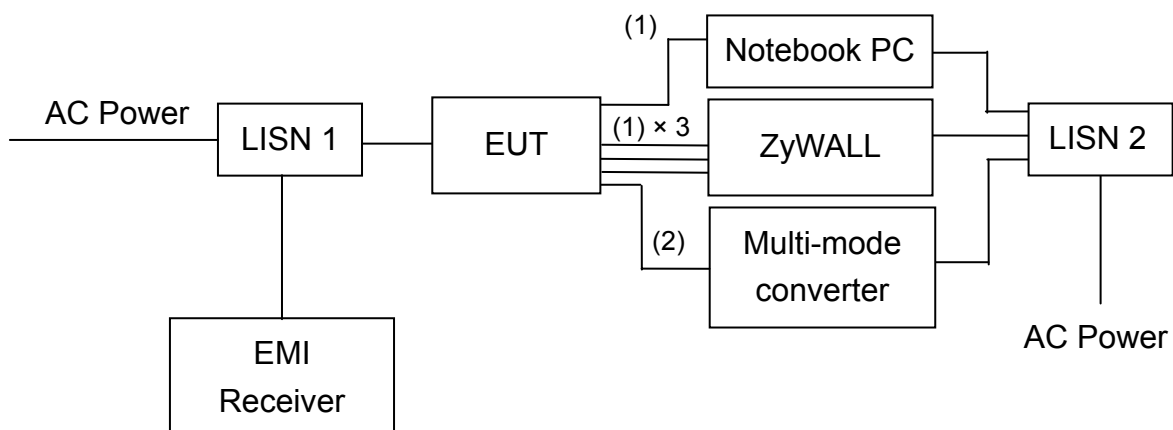 (1)
Notebook PC
AC Power
LISN 1
EUT
(1) × 3
ZyWALL
LISN 2
(2)
Multi-mode
converter
AC Power
EMI
Receiver